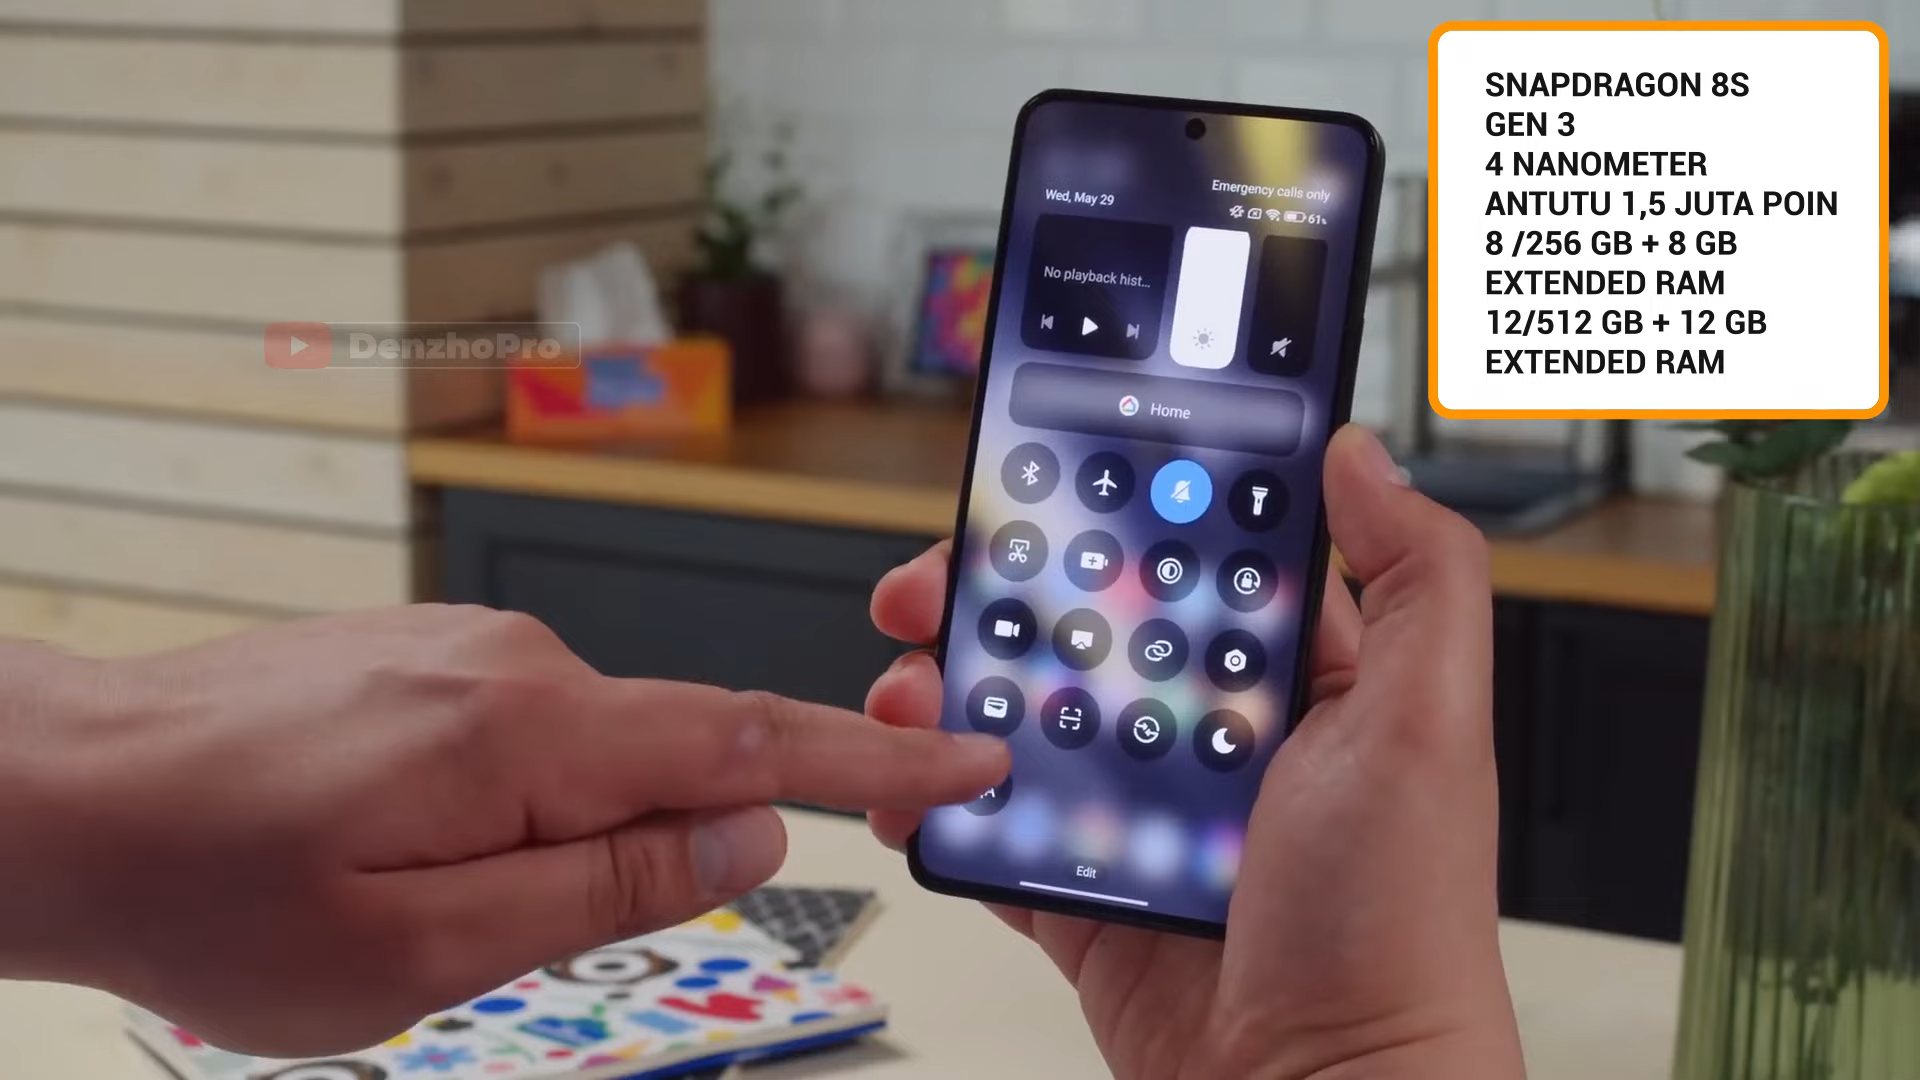 SNAPDRAGON 8S
GEN 3
4 NANOMETER
ANTUTU 1,5 JUTA POIN
8 /256 GB + 8 GB
EXTENDED RAM
12/512 GB + 12 GB
EXTENDED RAM
Emergency calls only
Wed, May 29
61%
No playback hist...
Home
DenzhoPro
A
Edit